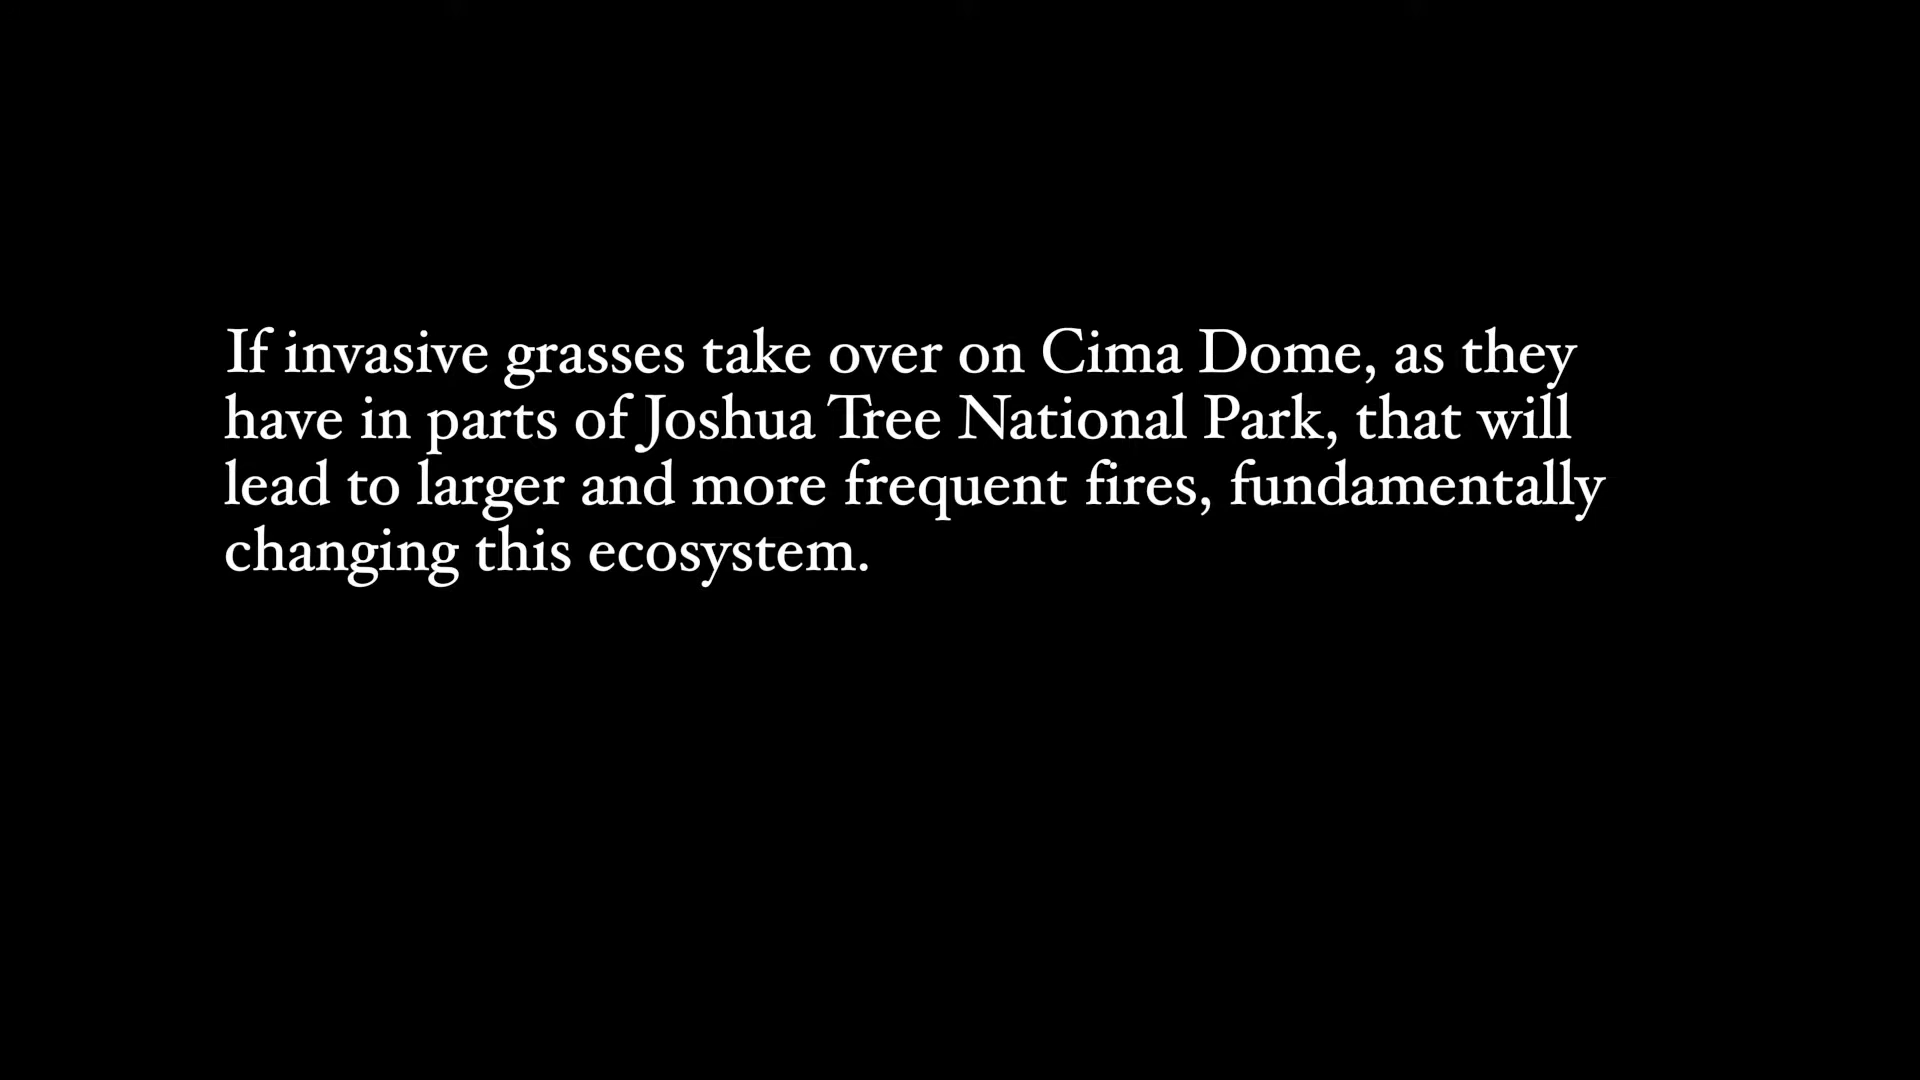 If invasive grasses take over on Cima Dome, as they
have in parts of Joshua Tree National Park, that will
lead to larger and more frequent fires, fundamentally
changing this ecosystem.